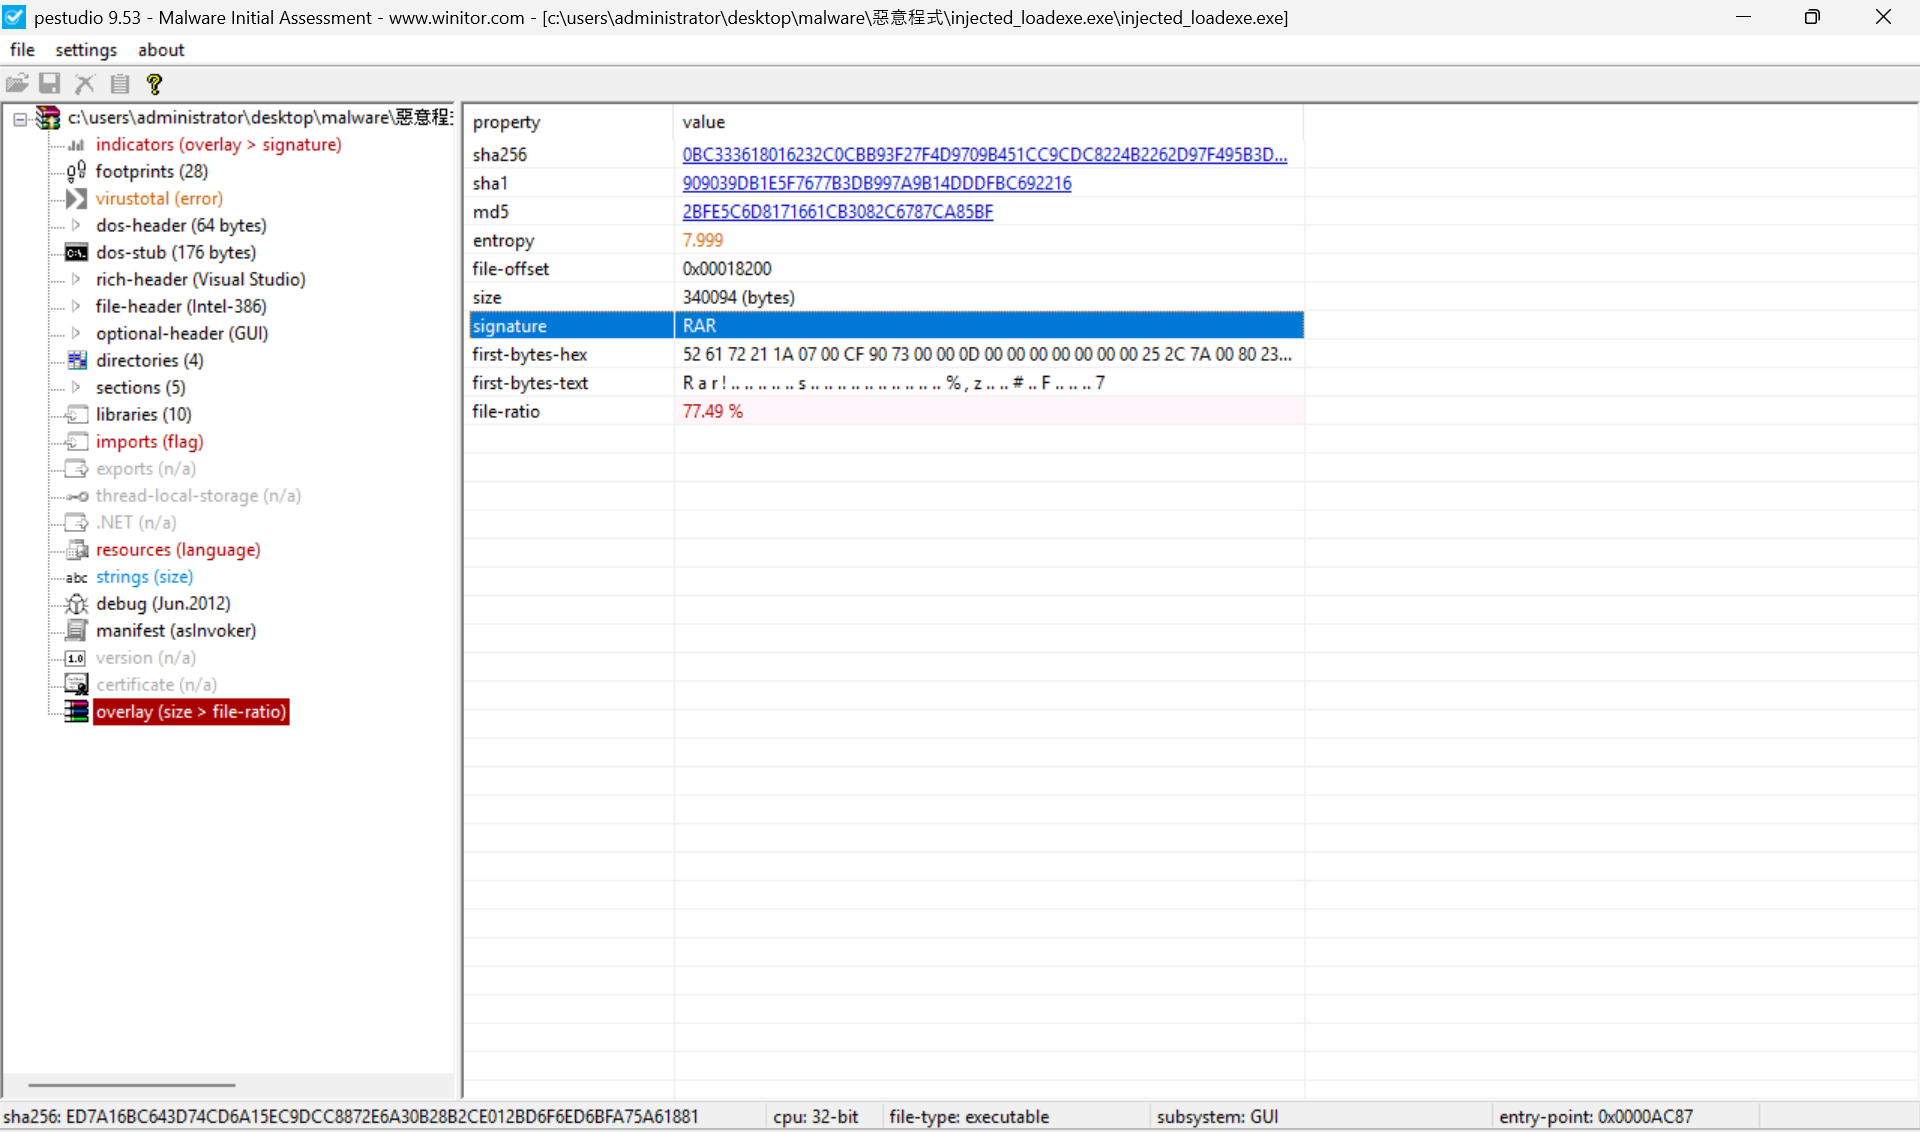 pestudio 9.53 - Malware Initial Assessment - www.winitor.com - [c:\users\administrator\desktop\malware\惡意程式\injected_loadexe.exe\injected_loadexe.exe]
file settings about
c:\users\administrator\desktop\malware\惡意程
indicators (overlay > signature)
footprints (28)
virustotal (error)
dos-header (64 bytes)
dos-stub (176 bytes)
rich-header (Visual Studio)
file-header (Intel-386)
optional-header (GUI)
directories (4)
sections (5)
libraries (10)
imports (flag)
exports (n/a)
thread-local-storage (n/a)
.NET (n/a)
resources (language)
abc strings (size)
debug (Jun.2012)
manifest (asInvoker)
1.0 version (n/a)
certificate (n/a)
overlay (size > file-ratio)
property value
sha256 0BC333618016232C0CBB93F27F4D9709B451CC9CDC8224B2262D97F495B3D...
sha1 909039DB1E5F7677B3DB997A9B14DDDFBC692216
md5 2BFE5C6D8171661CB3082C6787CA85BF
entropy 7.999
file-offset 0x00018200
size 340094 (bytes)
signature RAR
first-bytes-hex 52 61 72 21 1A 07 00 CF 90 73 00 00 0D 00 00 00 00 00 00 00 25 2C 7A 00 80 23...
first-bytes-text R a r ! .. .. .. .. .. s .. .. .. .. .. .. .. .. .. .. % , z .. .. # .. F .. .. .. 7
file-ratio 77.49 %
sha256: ED7A16BC643D74CD6A15EC9DCC8872E6A30B28B2CE012BD6F6ED6BFA75A61881 cpu: 32-bit file-type: executable subsystem: GUI entry-point: 0x0000AC87